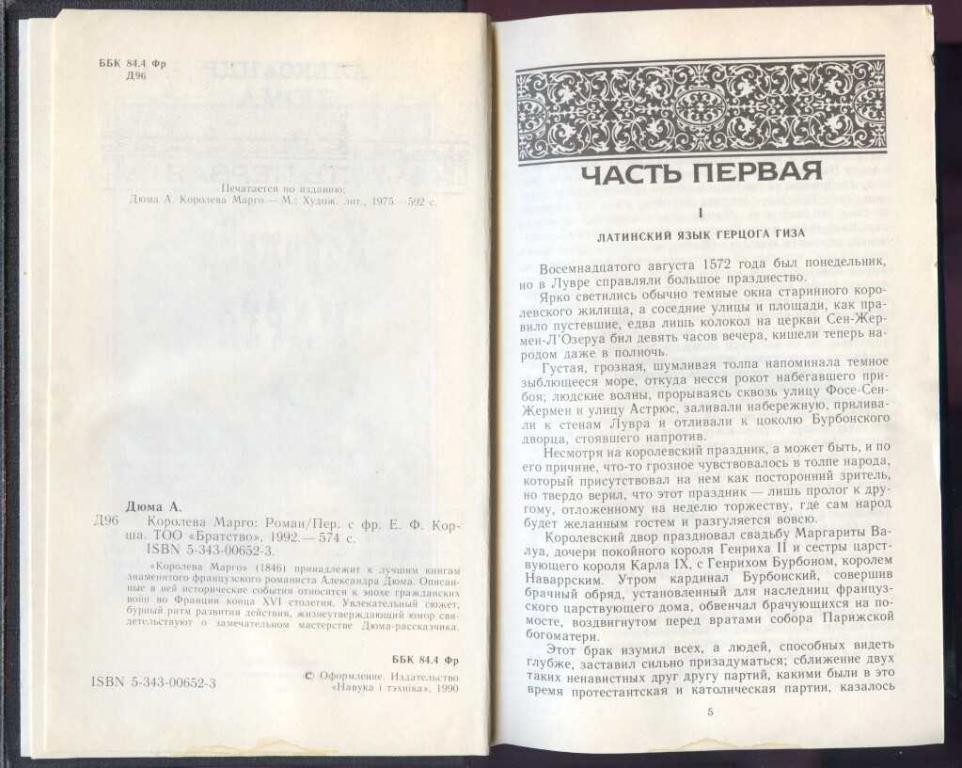 ББК 84.4 Фр
Д96
Печатается по изданию:
Дюма А. Королева Марго.— М.: Худож. лит., 1975.—592 с.
Дюма А.
Д96 Королева Марго: Роман/Пер. с фр. Е. Ф. Кор-
ша. ТОО «Братство», 1992.— 574 с.
ISBN 5-343-00652-3.
«Королева Марго» (1846) принадлежит к лучшим книгам
знаменитого французского романиста Александра Дюма. Описан-
ные в ней исторические события относятся к эпохе гражданских
войн во Франции конца XVI столетия. Увлекательный сюжет,
бурный ритм развития действия, жизнеутверждающий юмор сви-
детельствуют о замечательном мастерстве Дюма-рассказчика.
ББК 84.4 Фр
ISBN 5-343-00652-3
© Оформление. Издательство
«Навука і тэхніка», 1990
ЧАСТЬ ПЕРВАЯ
I
ЛАТИНСКИЙ ЯЗЫК ГЕРЦОГА ГИЗА
Восемнадцатого августа 1572 года был понедельник,
но в Лувре справляли большое празднество.
Ярко светились обычно темные окна старинного коро-
левского жилища, а соседние улицы и площади, как пра-
вило пустевшие, едва лишь колокол на церкви Сен-Жер-
мен-Л'Озеруа бил девять часов вечера, кишели теперь на-
родом даже в полночь.
Густая, грозная, шумливая толпа напоминала темное
зыблющееся море, откуда несся рокот набегавшего при-
боя; людские волны, прорываясь сквозь улицу Фосе-Сен-
Жермен и улицу Астрюс, заливали набережную, прилива-
ли к стенам Лувра и отливали к цоколю Бурбонского
дворца, стоявшего напротив.
Несмотря на королевский праздник, а может быть, и по
его причине, что-то грозное чувствовалось в толпе народа,
который присутствовал на нем как посторонний зритель,
но твердо верил, что этот праздник — лишь пролог к дру-
гому, отложенному на неделю торжеству, где сам народ
будет желанным гостем и разгуляется вовсю.
Королевский двор праздновал свадьбу Маргариты Ва-
луа, дочери покойного короля Генриха II и сестры царст-
вующего короля Карла IX, с Генрихом Бурбоном, королем
Наваррским. Утром кардинал Бурбонский, совершив
брачный обряд, установленный для наследниц француз-
ского царствующего дома, обвенчал брачующихся на по-
мосте, воздвигнутом перед вратами собора Парижской
богоматери.
Этот брак изумил всех, а людей, способных видеть
глубже, заставил сильно призадуматься; сближение двух
таких ненавистных друг другу партий, какими были в это
время протестантская и католическая партии, казалось
5